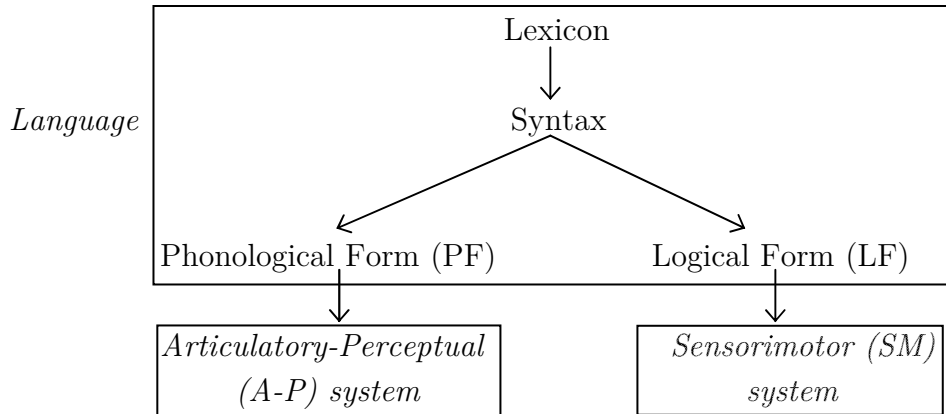 Lexicon
Language
Syntax
Phonological Form (PF)
Logical Form (LF)
Articulatory-Perceptual
(A-P) system
Sensorimotor (SM)
system